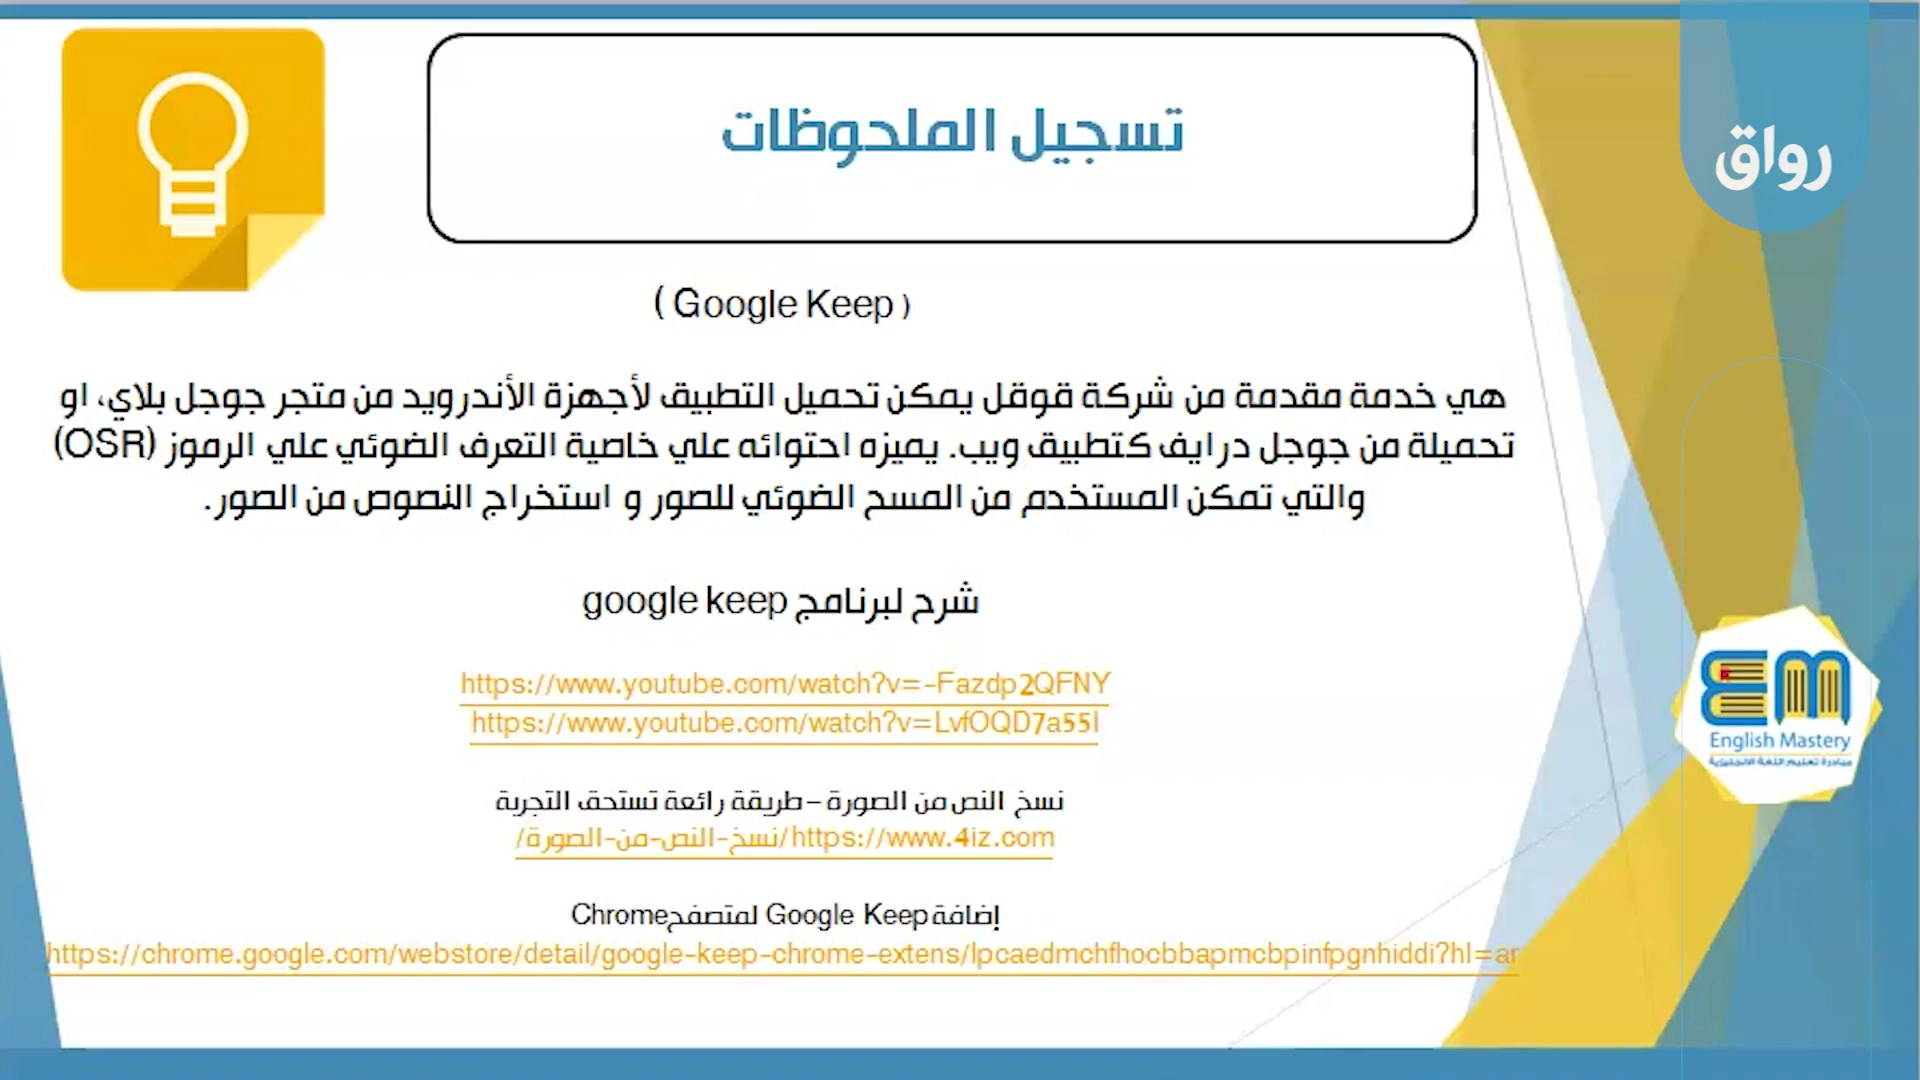 رواق
تسجيل الملحوظات
( Google Keep )
هي خدمة مقدمة من شركة قوقل يمكن تحميل التطبيق لأجهزة الأندرويد من متجر جوجل بلاي، او
تحميلة من جوجل درايف كتطبيق ويب. يميزه احتوائه علي خاصية التعرف الضوئي علي الرموز (OSR)
والتي تمكن المستخدم من المسح الضوئي للصور و استخراج النصوص من الصور.
شرح لبرنامج google keep
https://www.youtube.com/watch?v=-Fazdp2QFNY
https://www.youtube.com/watch?v=LvfOQD7a55I
نسخ النص من الصورة – طريقة رائعة تستحق التجربة
https://www.4iz.com/نسخ-النص-من-الصورة/
إضافة Google Keep لمتصفح Chrome
https://chrome.google.com/webstore/detail/google-keep-chrome-extens/lpcaedmchfhocbbapmcbpinfpgnhiddi?hl=ar
EM
English Mastery
مبادرة تعليم اللغة الانجليزية